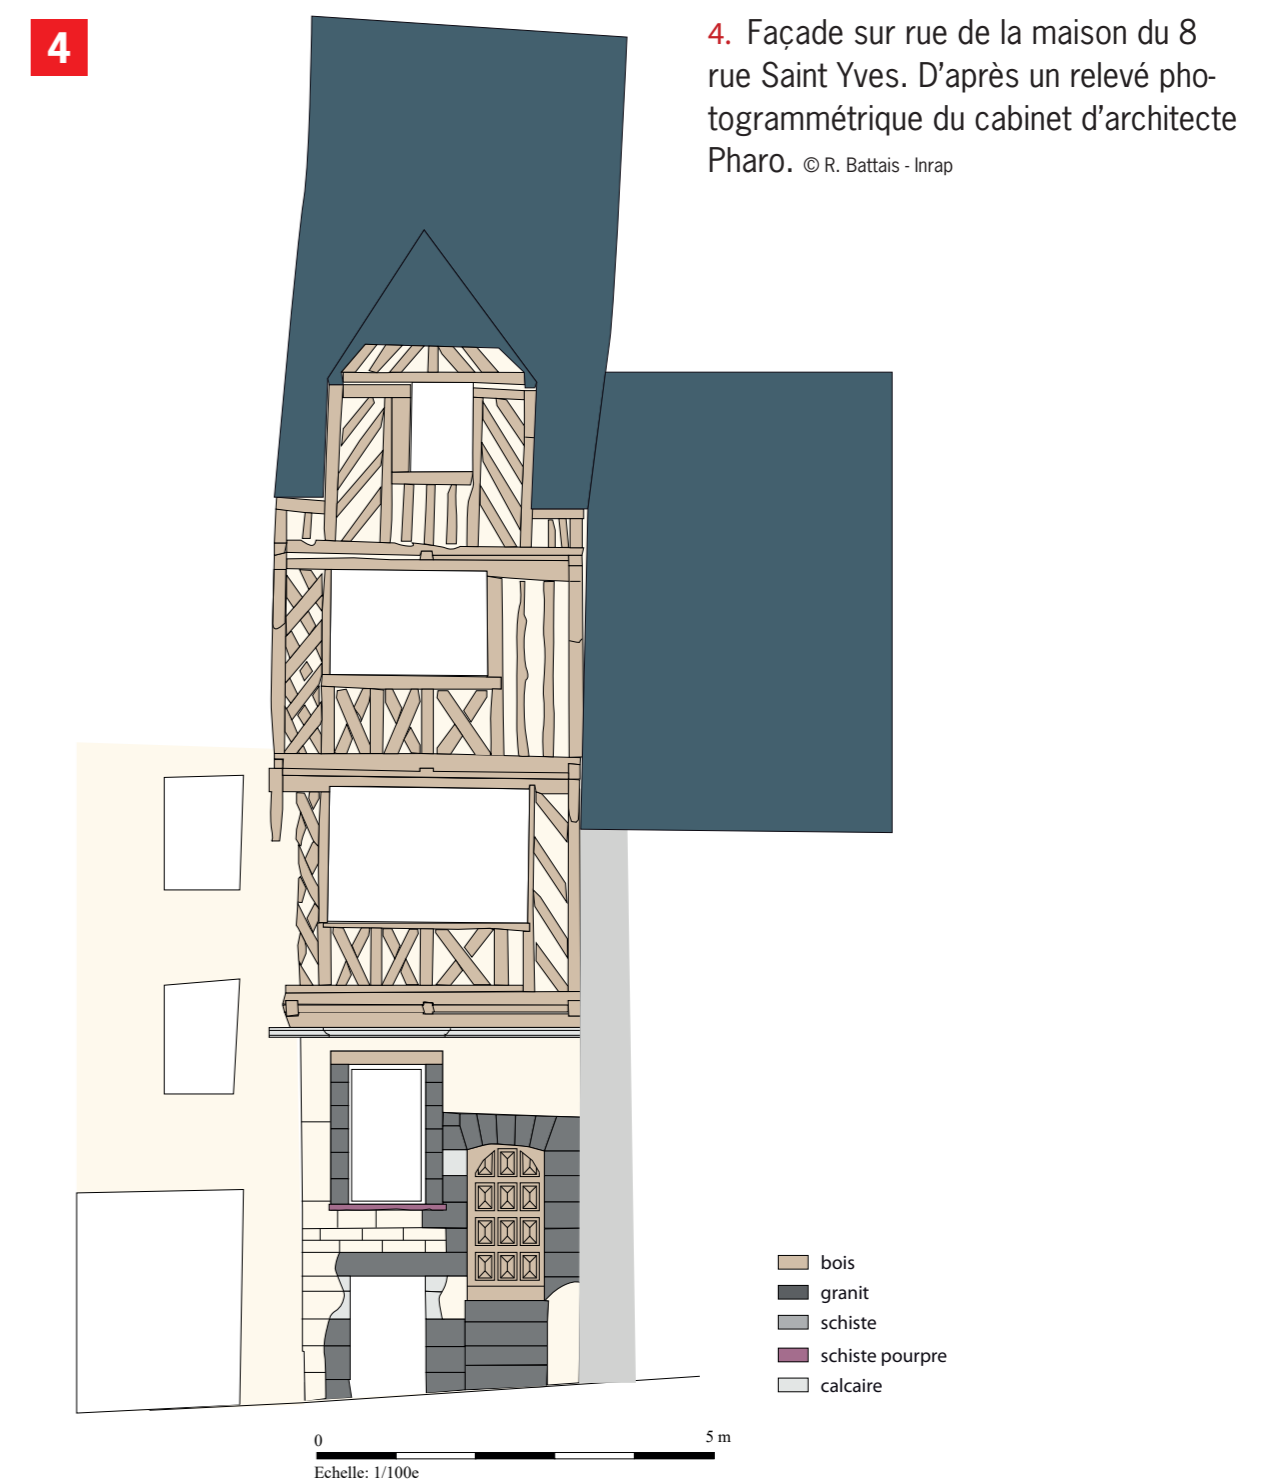 4
4. Façade sur rue de la maison du 8
rue Saint Yves. D'après un relevé pho-
togrammétrique du cabinet d'architecte
Pharo. © R. Battais - Inrap
bois
granit
schiste
schiste pourpre
calcaire
0 5 m
Echelle: 1/100e